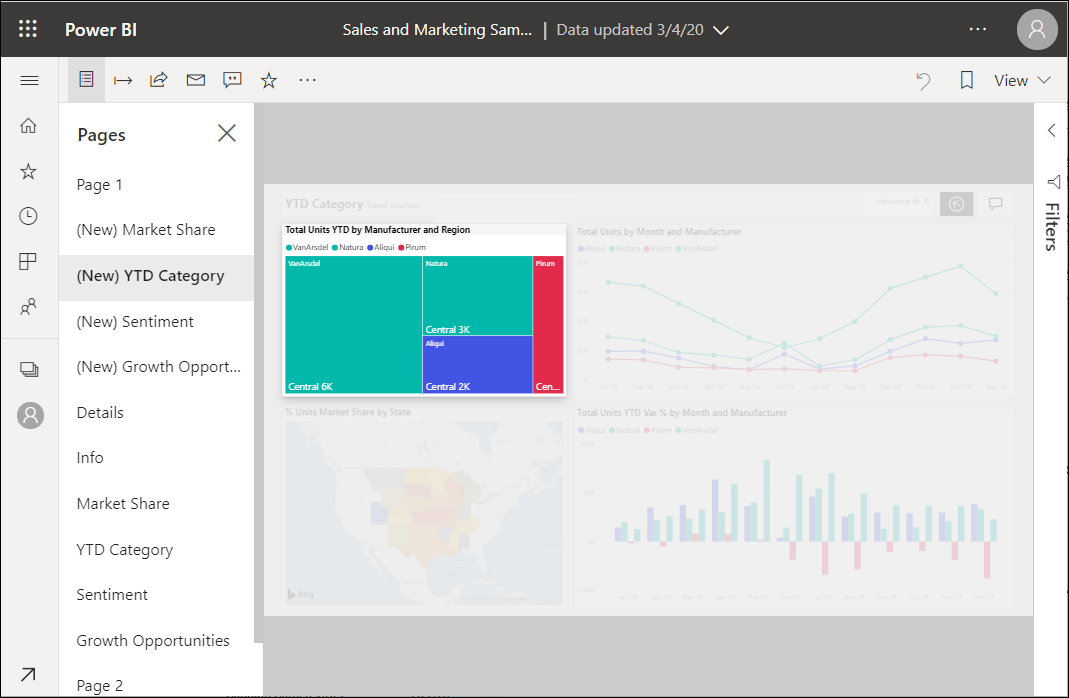 Power BI
Sales and Marketing Sam... | Data updated 3/4/20
View
Pages
Page 1
(New) Market Share
(New) YTD Category
(New) Sentiment
(New) Growth Opport...
Details
Info
Market Share
YTD Category
Sentiment
Growth Opportunities
Page 2
YTD Category Trend Analysis
Total Units YTD by Manufacturer and Region
VanArsdel Natura Aliqui Pirum
VanArsdel
Central 6K
Natura
Central 3K
Aliqui
Central 2K
Pirum
Cen...
Total Units by Month and Manufacturer
Aliqui Natura Pirum VanArsdel
% Units Market Share by State
bing
Total Units YTD Var % by Month and Manufacturer
Aliqui Natura Pirum VanArsdel
Filters